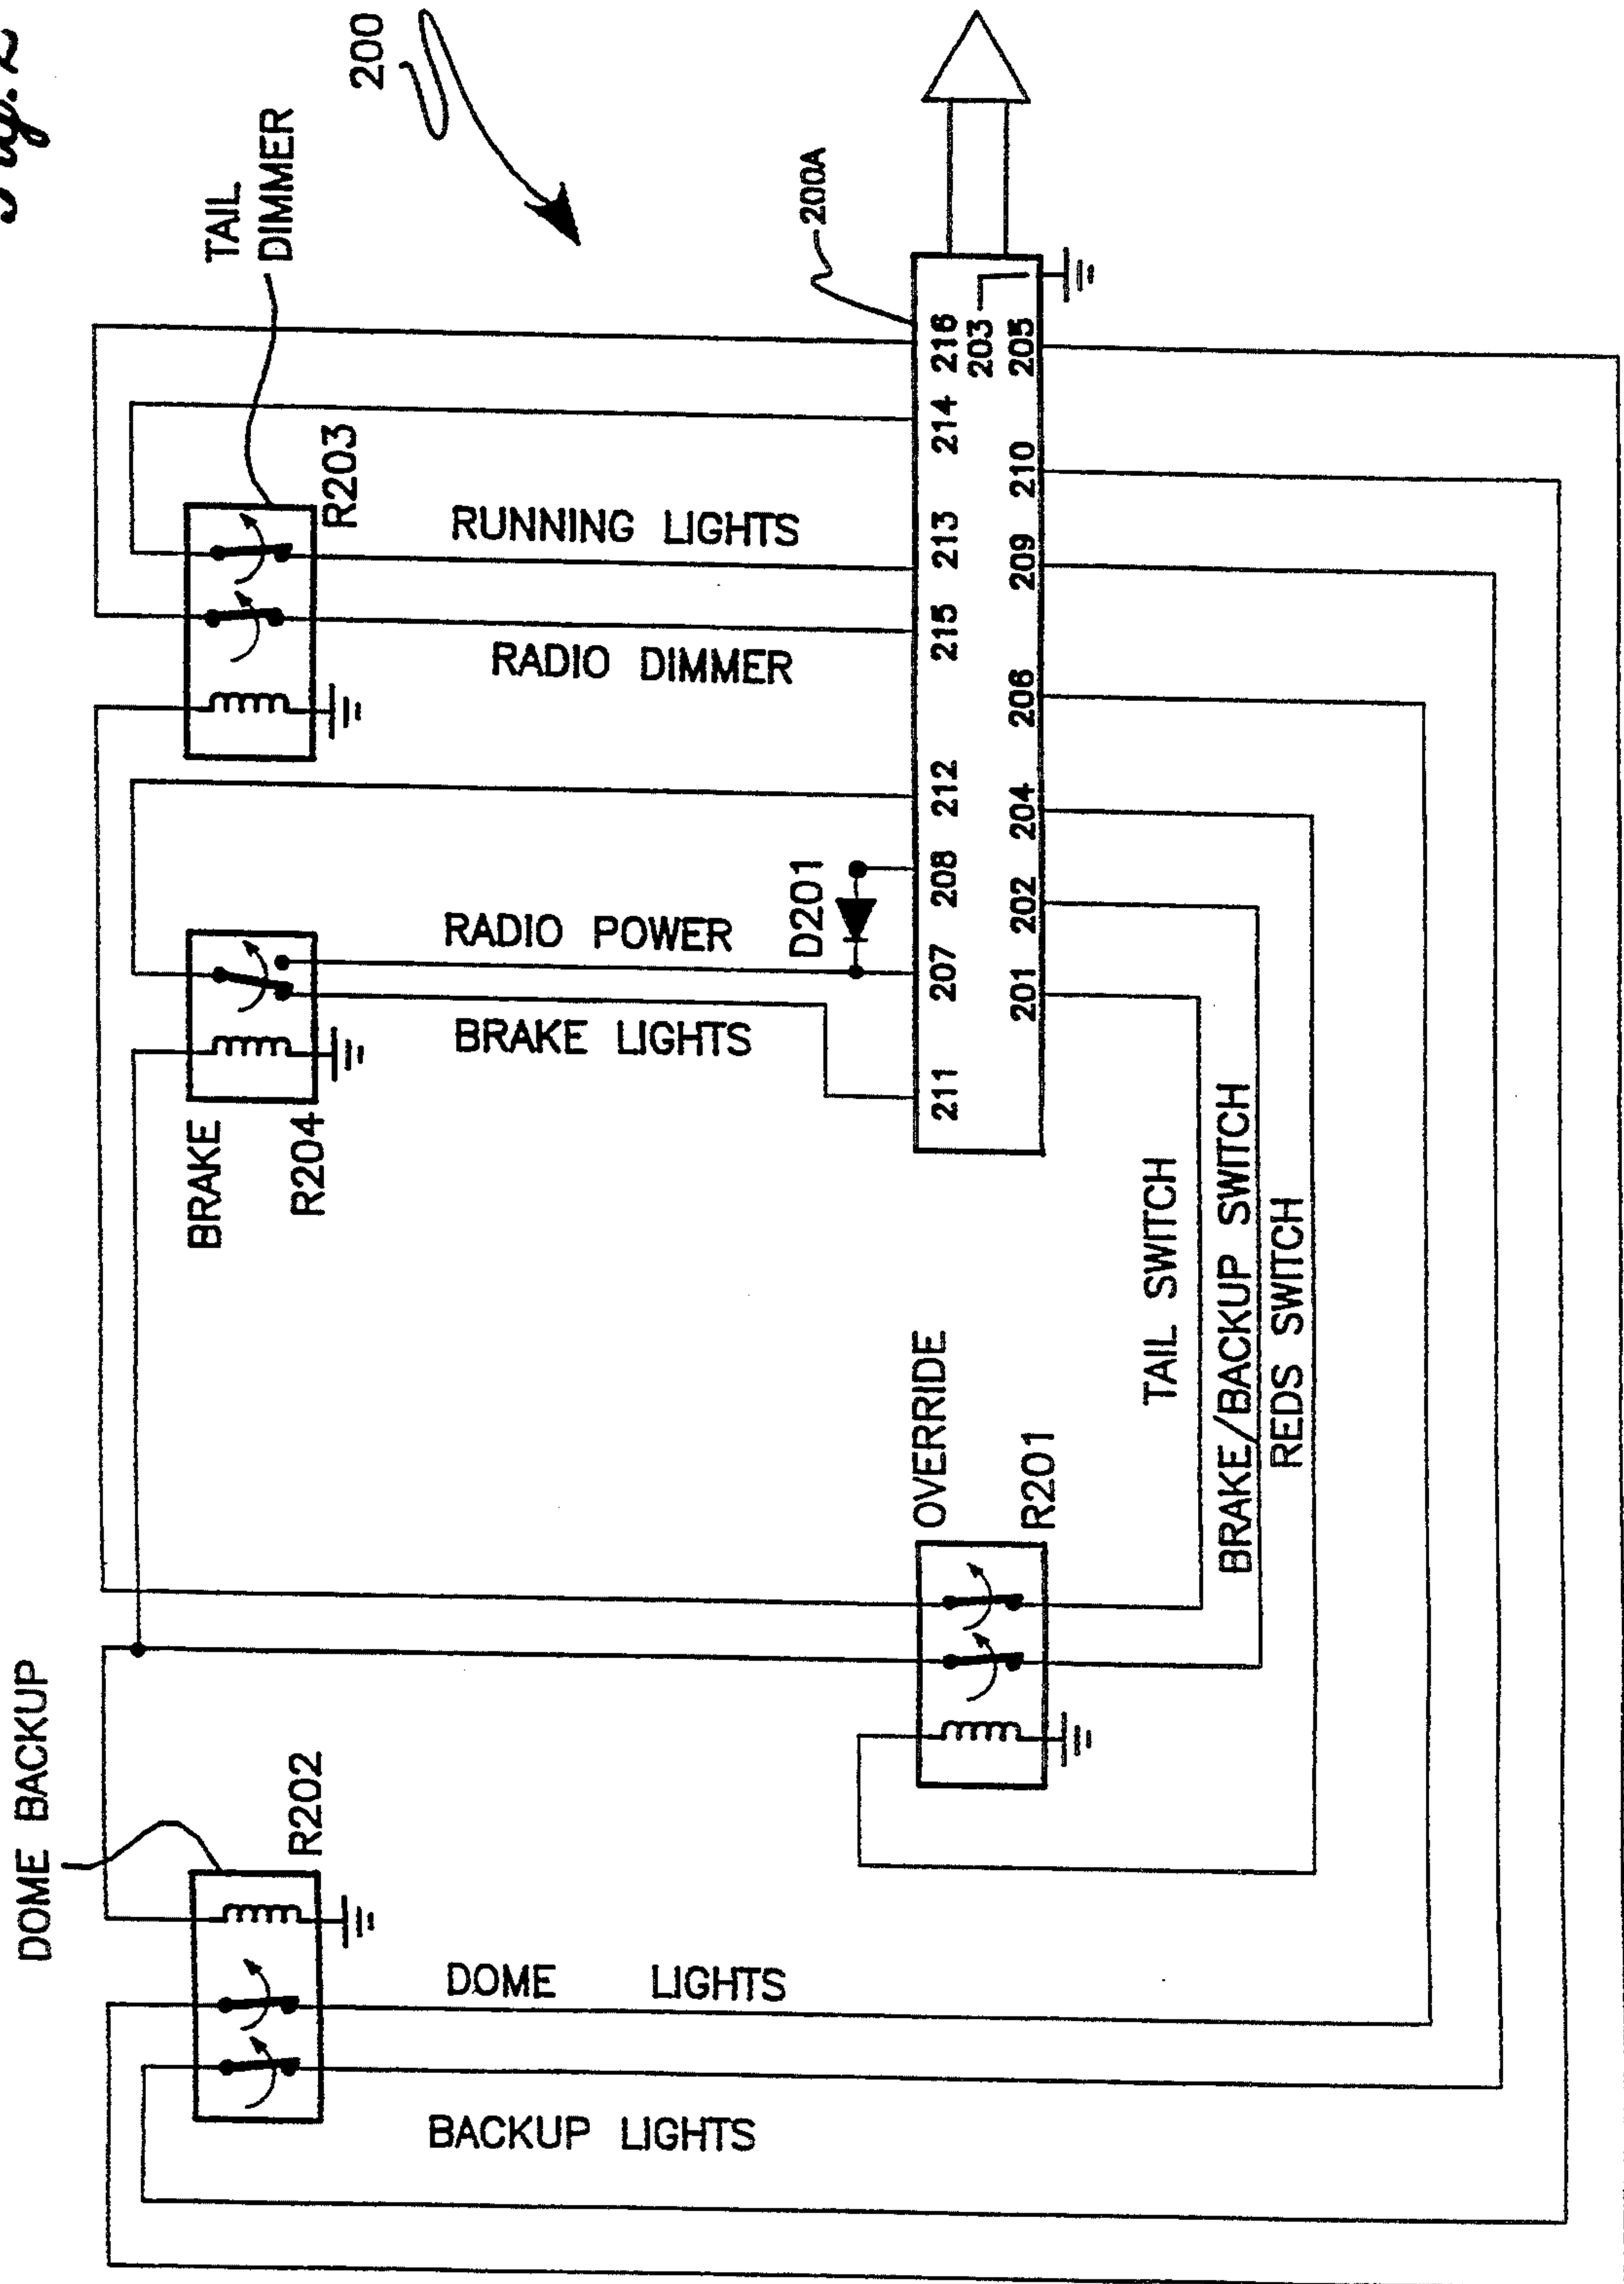 Fig. 2
DOME BACKUP
TAIL
DIMMER
200
BRAKE
R202
R204
R203
DOME LIGHTS
BACKUP LIGHTS
RADIO POWER
BRAKE LIGHTS
RUNNING LIGHTS
RADIO DIMMER
D201
200A
OVERRIDE
R201
211 207 208 212 215 213 214 216
203
201 202 204 206 209 210 205
TAIL SWITCH
BRAKE/BACKUP SWITCH
REDS SWITCH